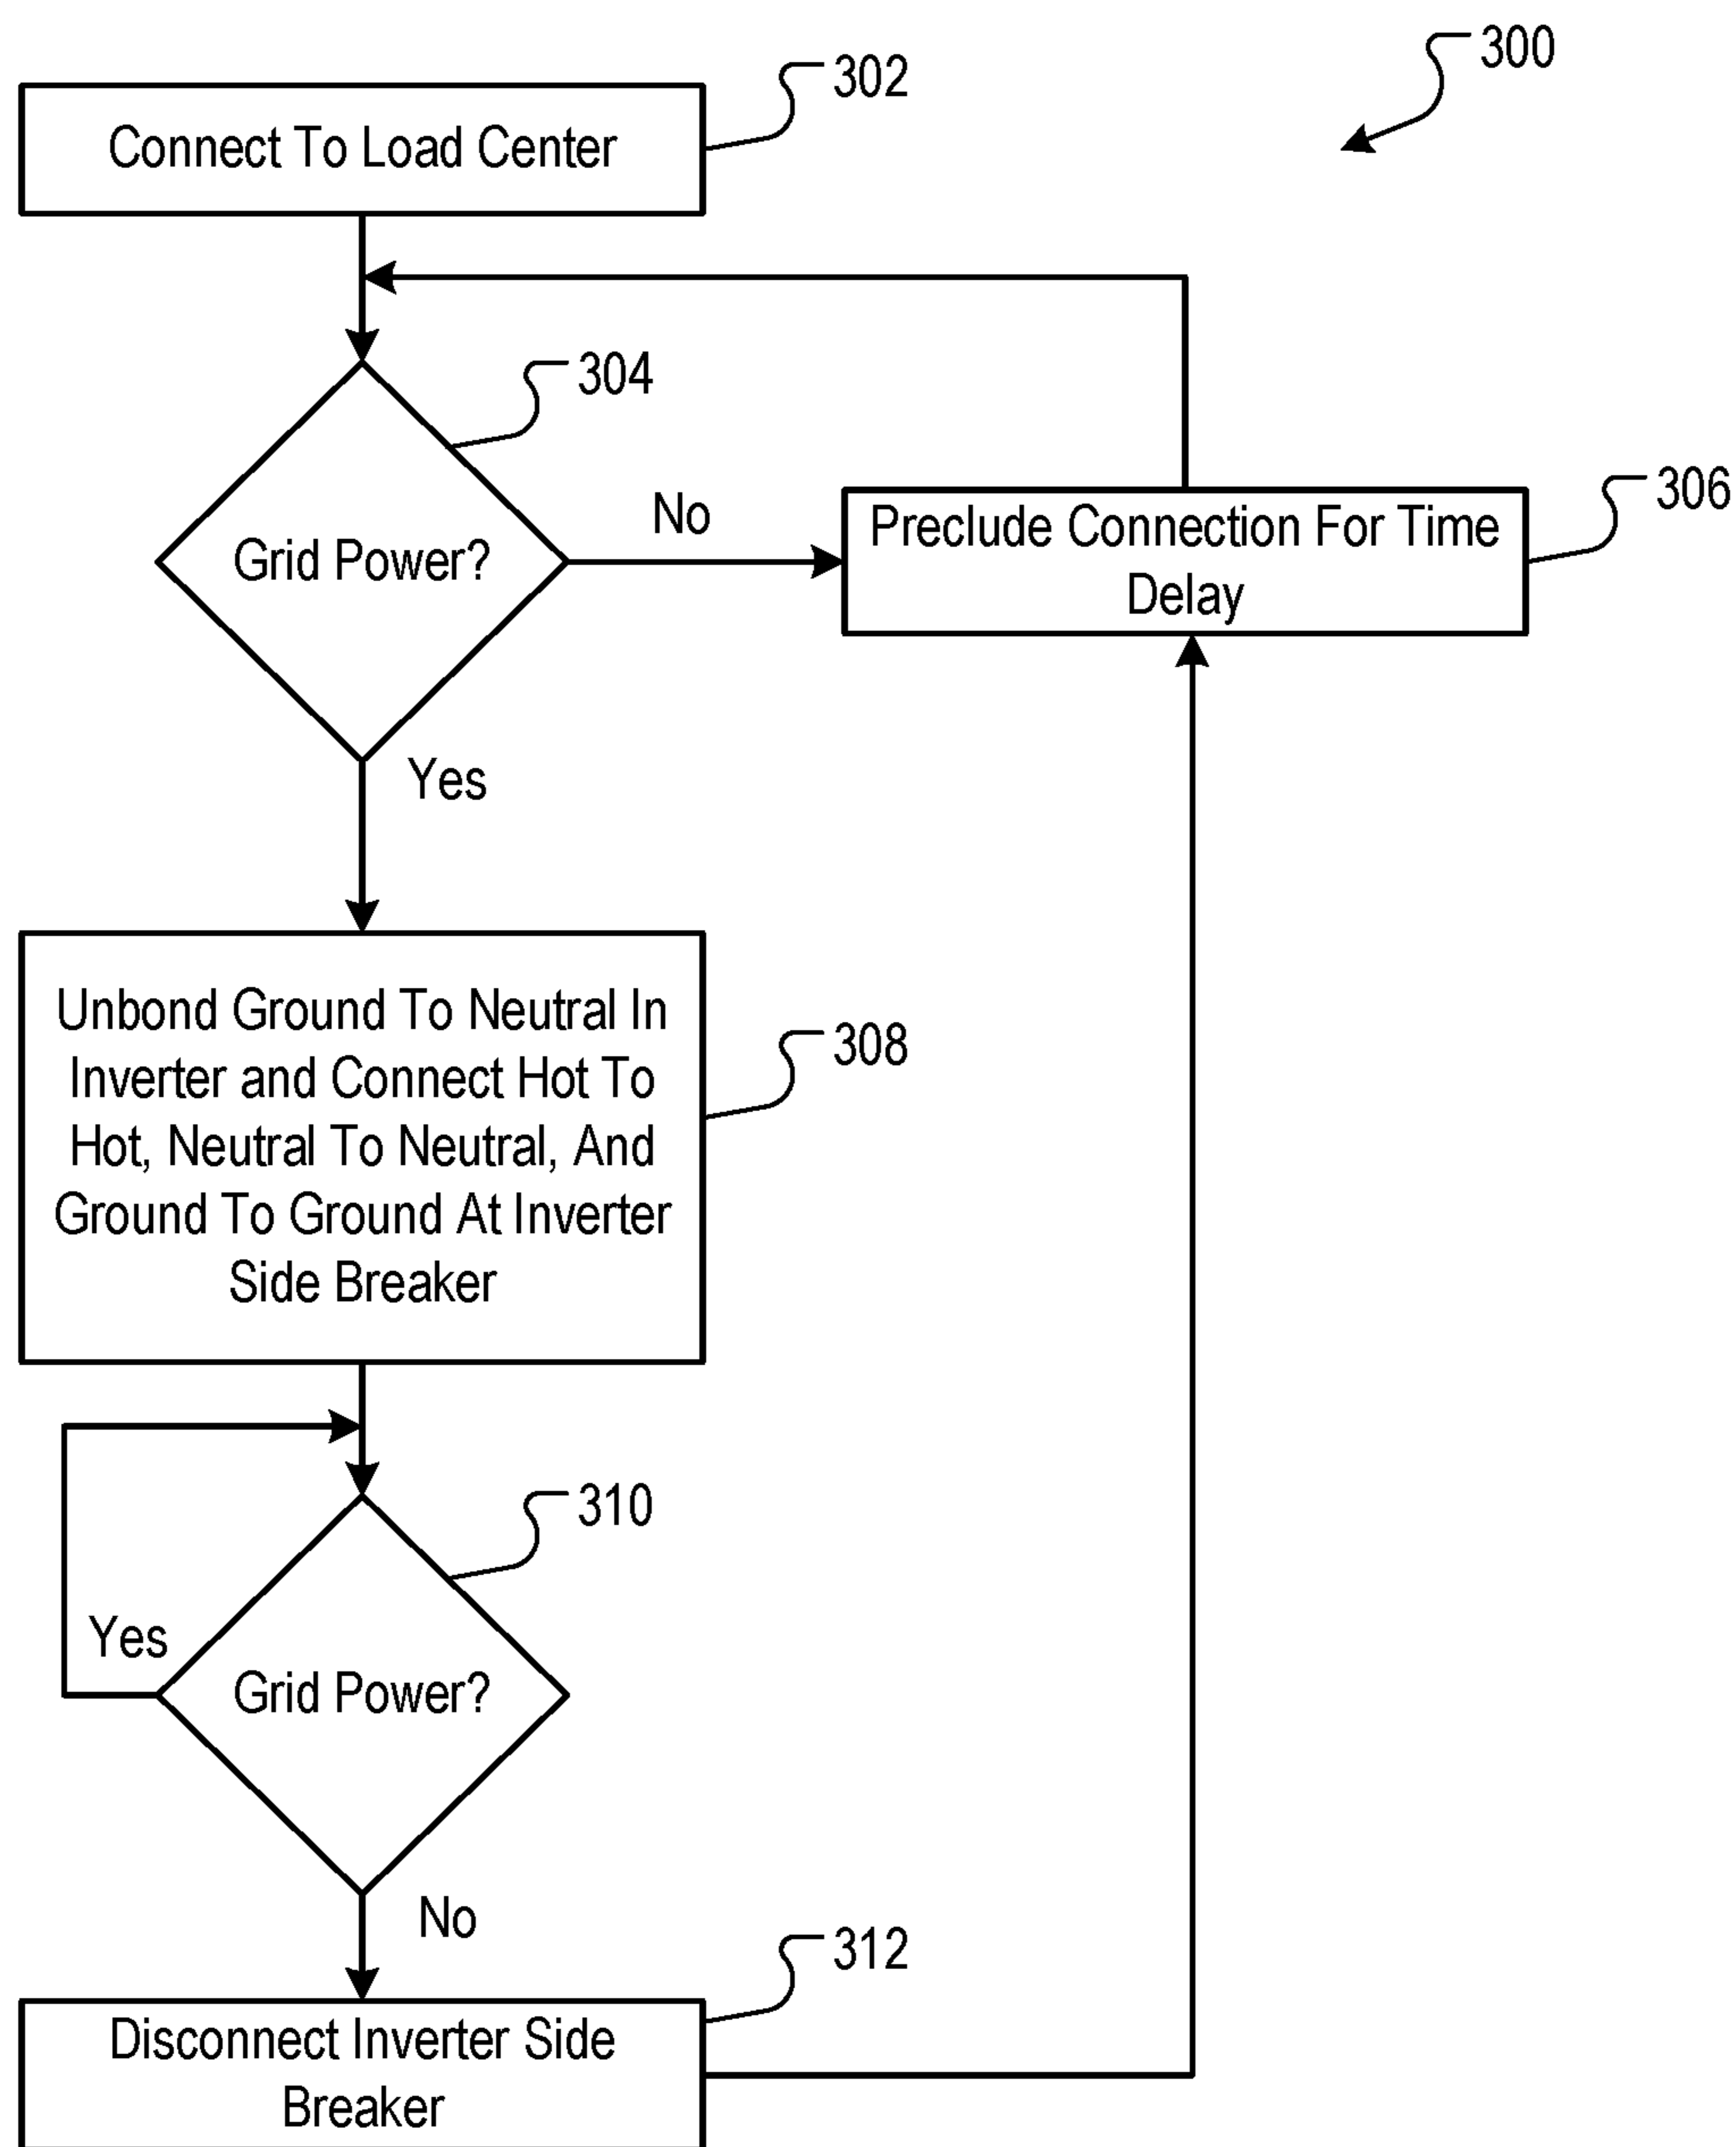 300
302
Connect To Load Center
304
Grid Power?
No
306
Preclude Connection For Time
Delay
Yes
308
Unbond Ground To Neutral In
Inverter and Connect Hot To
Hot, Neutral To Neutral, And
Ground To Ground At Inverter
Side Breaker
310
Yes
Grid Power?
No
312
Disconnect Inverter Side
Breaker